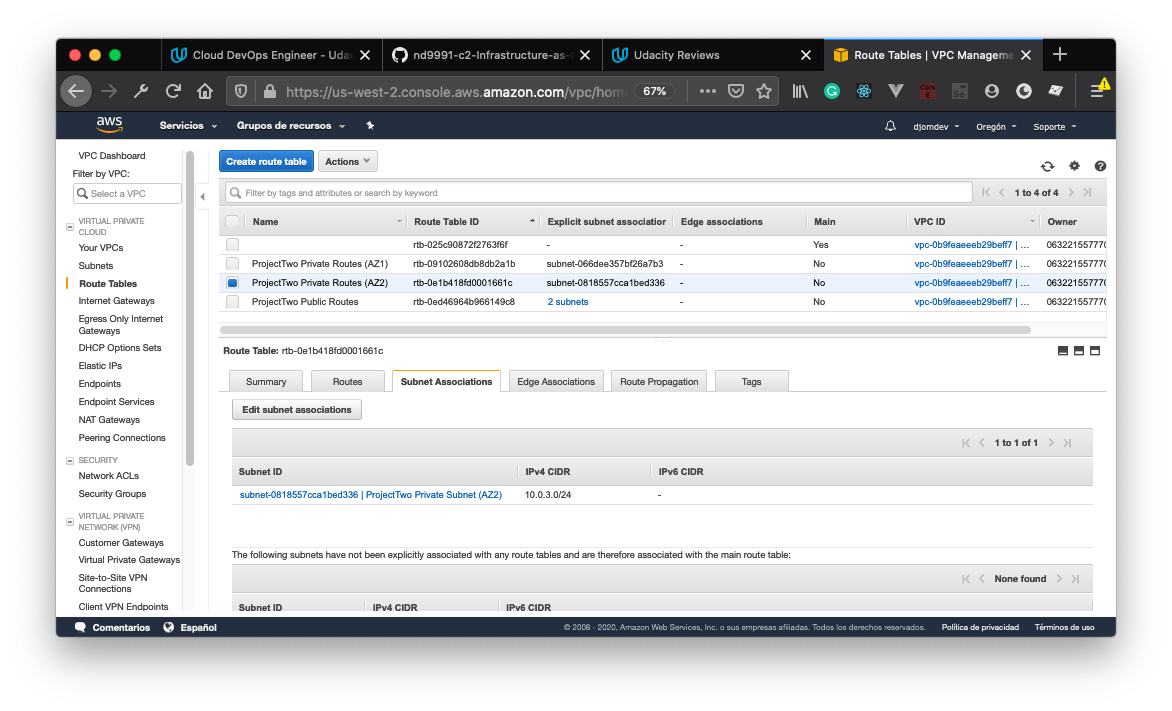 Cloud DevOps Engineer - Uda
nd9991-c2-Infrastructure-as-
Udacity Reviews
Route Tables | VPC Manageme
https://us-west-2.console.aws.amazon.com/vpc/hom
67%
aws
Servicios
Grupos de recursos
djomdev
Oregón
Soporte
VPC Dashboard
Filter by VPC:
Select a VPC
VIRTUAL PRIVATE
CLOUD
Your VPCs
Subnets
Route Tables
Internet Gateways
Egress Only Internet
Gateways
DHCP Options Sets
Elastic IPs
Endpoints
Endpoint Services
NAT Gateways
Peering Connections
SECURITY
Network ACLs
Security Groups
VIRTUAL PRIVATE
NETWORK (VPN)
Customer Gateways
Virtual Private Gateways
Site-to-Site VPN
Connections
Client VPN Endpoints
Create route table
Actions
Filter by tags and attributes or search by keyword
1 to 4 of 4
Name Route Table ID Explicit subnet association Edge associations Main VPC ID Owner
rtb-025c90872f2763f6f - - Yes vpc-0b9feaeeeb29beff7 | ...063221557770
ProjectTwo Private Routes (AZ1) rtb-09102608db8db2a1b subnet-066dee357bf26a7b3 - No vpc-0b9feaeeeb29beff7 | ... 063221557770
ProjectTwo Private Routes (AZ2) rtb-0e1b418fd0001661c subnet-0818557cca1bed336 - No vpc-0b9feaeeeb29beff7 | ... 063221557770
ProjectTwo Public Routes rtb-0ed46964b966149c8 2 subnets - No vpc-0b9feaeeeb29beff7 | ... 063221557770
Route Table: rtb-0e1b418fd0001661c
Summary
Routes
Subnet Associations
Edge Associations
Route Propagation
Tags
Edit subnet associations
1 to 1 of 1
Subnet ID IPv4 CIDR IPv6 CIDR
subnet-0818557cca1bed336 | ProjectTwo Private Subnet (AZ2) 10.0.3.0/24 -
The following subnets have not been explicitly associated with any route tables and are therefore associated with the main route table:
None found
Subnet ID IPv4 CIDR IPv6 CIDR
Comentarios
Español
© 2008 - 2020, Amazon Web Services, Inc. o sus empresas afiliadas. Todos los derechos reservados.
Política de privacidad
Términos de uso